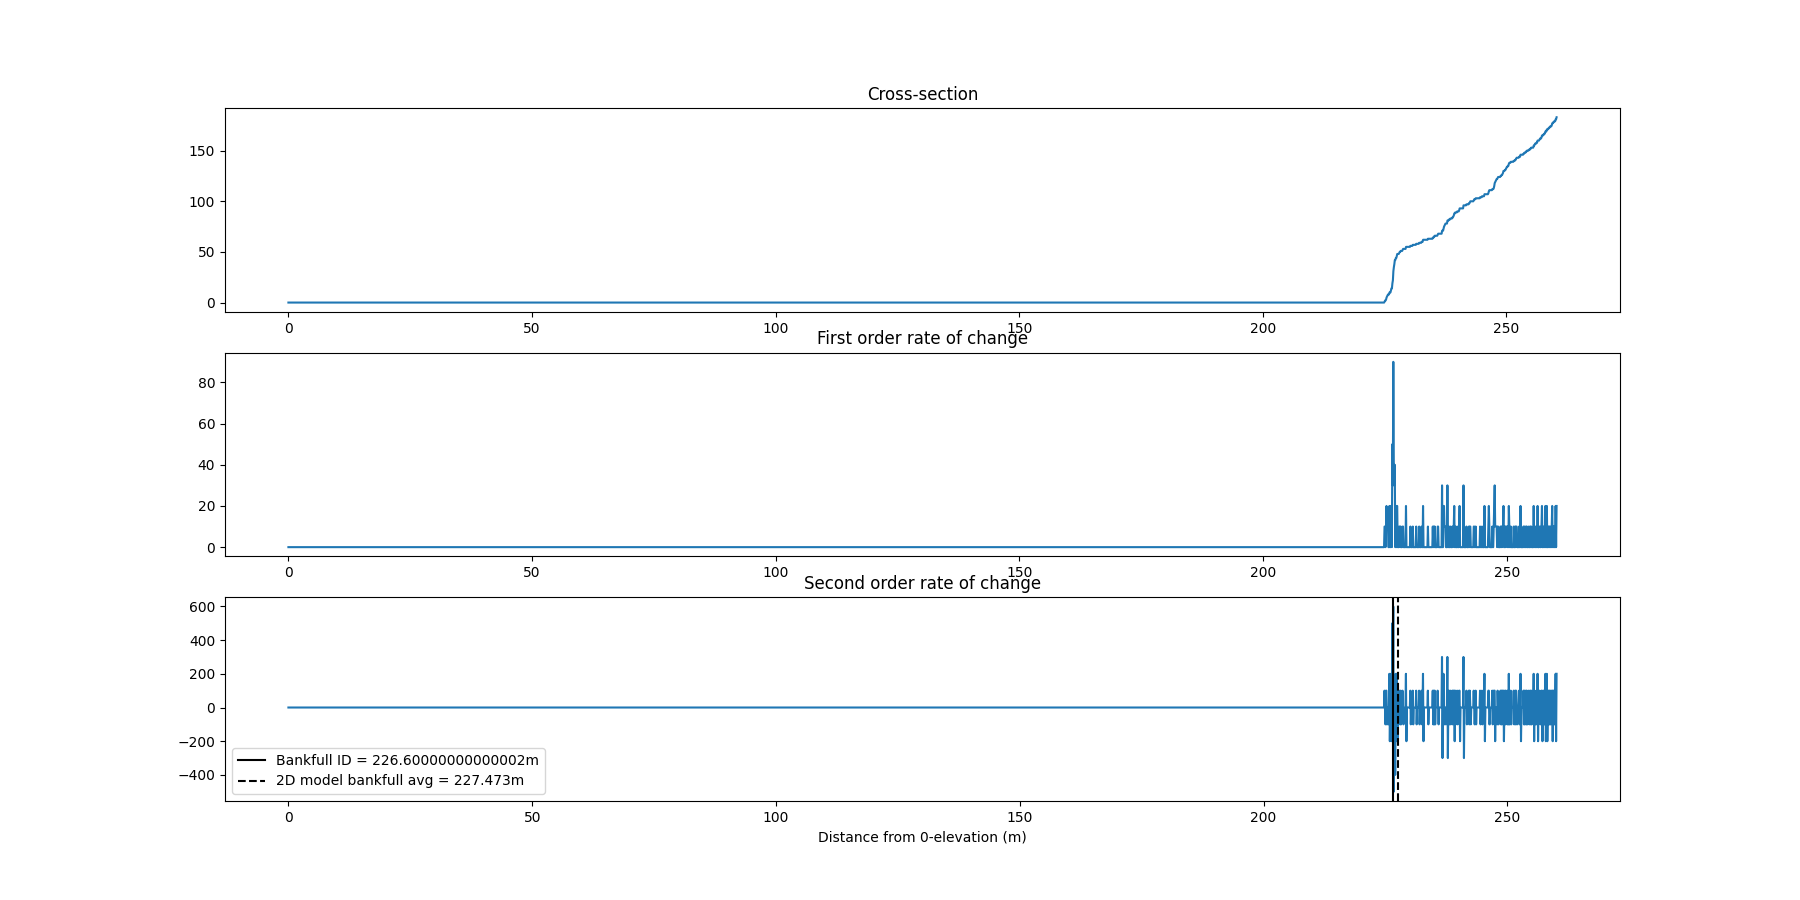 Cross-section
150
100
50
0
0 50 100 150 200 250
First order rate of change
80
60
40
20
0
0 50 100 150 200 250
Second order rate of change
600
400
200
0
−200
−400
Bankfull ID = 226.60000000000002m
2D model bankfull avg = 227.473m
0 50 100 150 200 250
Distance from 0-elevation (m)